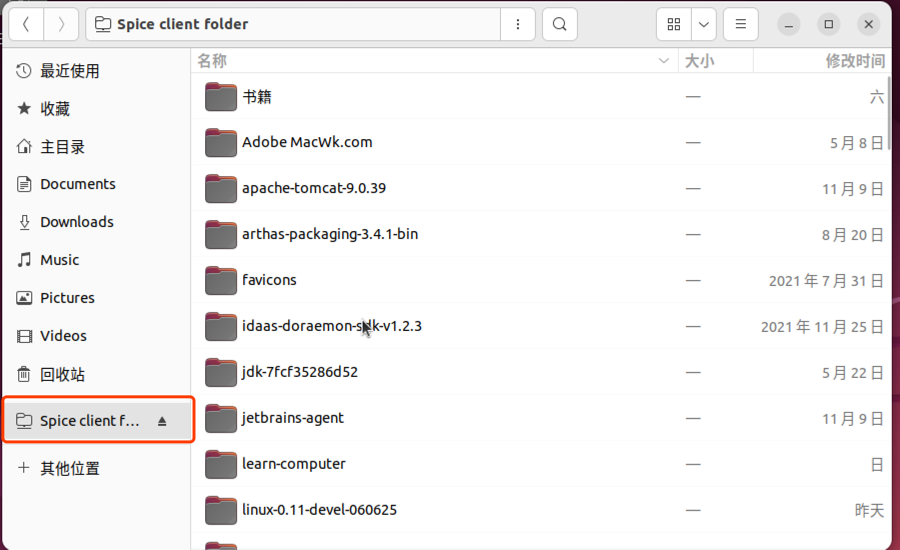 Spice client folder
名称 大小 修改时间
最近使用
收藏
主目录
Documents
Downloads
Music
Pictures
Videos
回收站
Spice client f...
其他位置
书籍 — 六
Adobe MacWk.com — 5 月 8 日
apache-tomcat-9.0.39 — 11 月 9 日
arthas-packaging-3.4.1-bin — 8 月 20 日
favicons — 2021 年 7 月 31 日
idaas-doraemon-sdk-v1.2.3 — 2021 年 11 月 25 日
jdk-7fcf35286d52 — 5 月 22 日
jetbrains-agent — 11 月 9 日
learn-computer — 日
linux-0.11-devel-060625 — 昨天